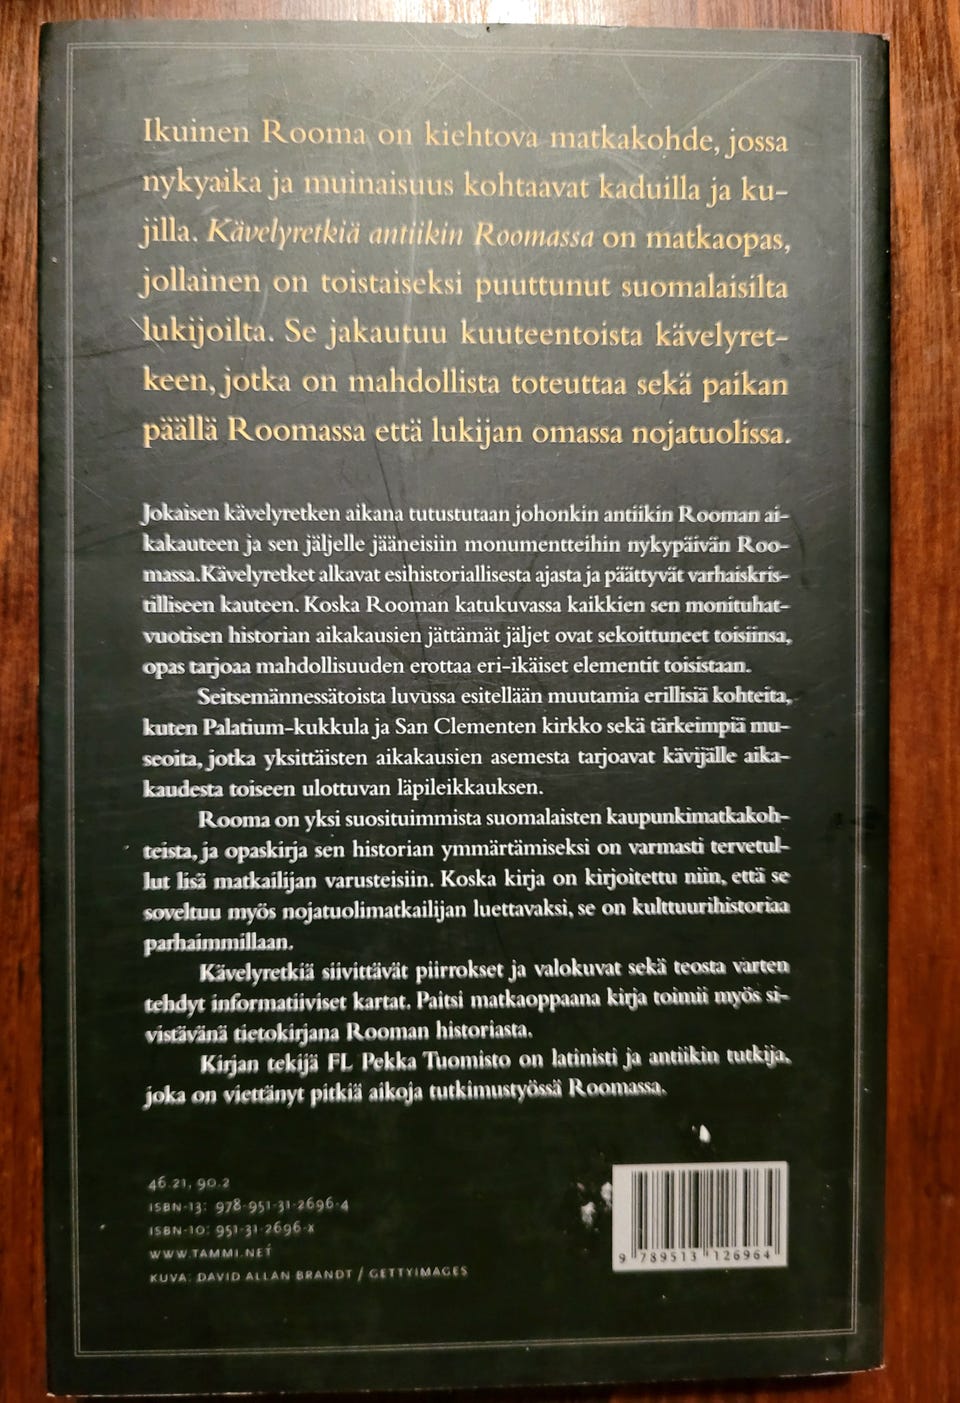 Ikuinen Rooma on kiehtova matkakohde, jossa
nykyaika ja muinaisuus kohtaavat kaduilla ja ku-
jilla. Kävelyretkiä antiikin Roomassa on matkaopas,
jollainen on toistaiseksi puuttunut suomalaisilta
lukijoilta. Se jakautuu kuuteentoista kävelyret-
keen, jotka on mahdollista toteuttaa sekä paikan
päällä Roomassa että lukijan omassa nojatuolissa.
Jokaisen kävelyretken aikana tutustutaan johonkin antiikin Rooman ai-
kakauteen ja sen jäljelle jääneisiin monumentteihin nykypäivän Roo-
massa. Kävelyretket alkavat esihistoriallisesta ajasta ja päättyvät varhaiskris-
tilliseen kauteen. Koska Rooman katukuvassa kaikkien sen monituhat-
vuotisen historian aikakausien jättämät jäljet ovat sekoittuneet toisiinsa,
opas tarjoaa mahdollisuuden erottaa eri-ikäiset elementit toisistaan.
Seitsemännessätoista luvussa esitellään muutamia erillisiä kohteita,
kuten Palatium-kukkula ja San Clementen kirkko sekä tärkeimpiä mu-
seoita, jotka yksittäisten aikakausien asemesta tarjoavat kävijälle aika-
kaudesta toiseen ulottuvan läpileikkauksen.
Rooma on yksi suosituimmista suomalaisten kaupunkimatkakoh-
teista, ja opaskirja sen historian ymmärtämiseksi on varmasti tervetul-
lut lisä matkailijan varusteisiin. Koska kirja on kirjoitettu niin, että se
soveltuu myös nojatuolimatkailijan luettavaksi, se on kulttuurihistoriaa
parhaimmillaan.
Kävelyretkiä siivittävät piirrokset ja valokuvat sekä teosta varten
tehdyt informatiiviset kartat. Paitsi matkaoppaana kirja toimii myös si-
vistävänä tietokirjana Rooman historiasta.
Kirjan tekijä FL Pekka Tuomisto on latinisti ja antiikin tutkija,
joka on viettänyt pitkiä aikoja tutkimustyössä Roomassa.
46.21, 90.2
ISBN-13: 978-951-31-2696-4
ISBN-10: 951-31-2696-X
WWW.TAMMI.NET
KUVA: DAVID ALLAN BRANDT / GETTYIMAGES
9 789513 126964